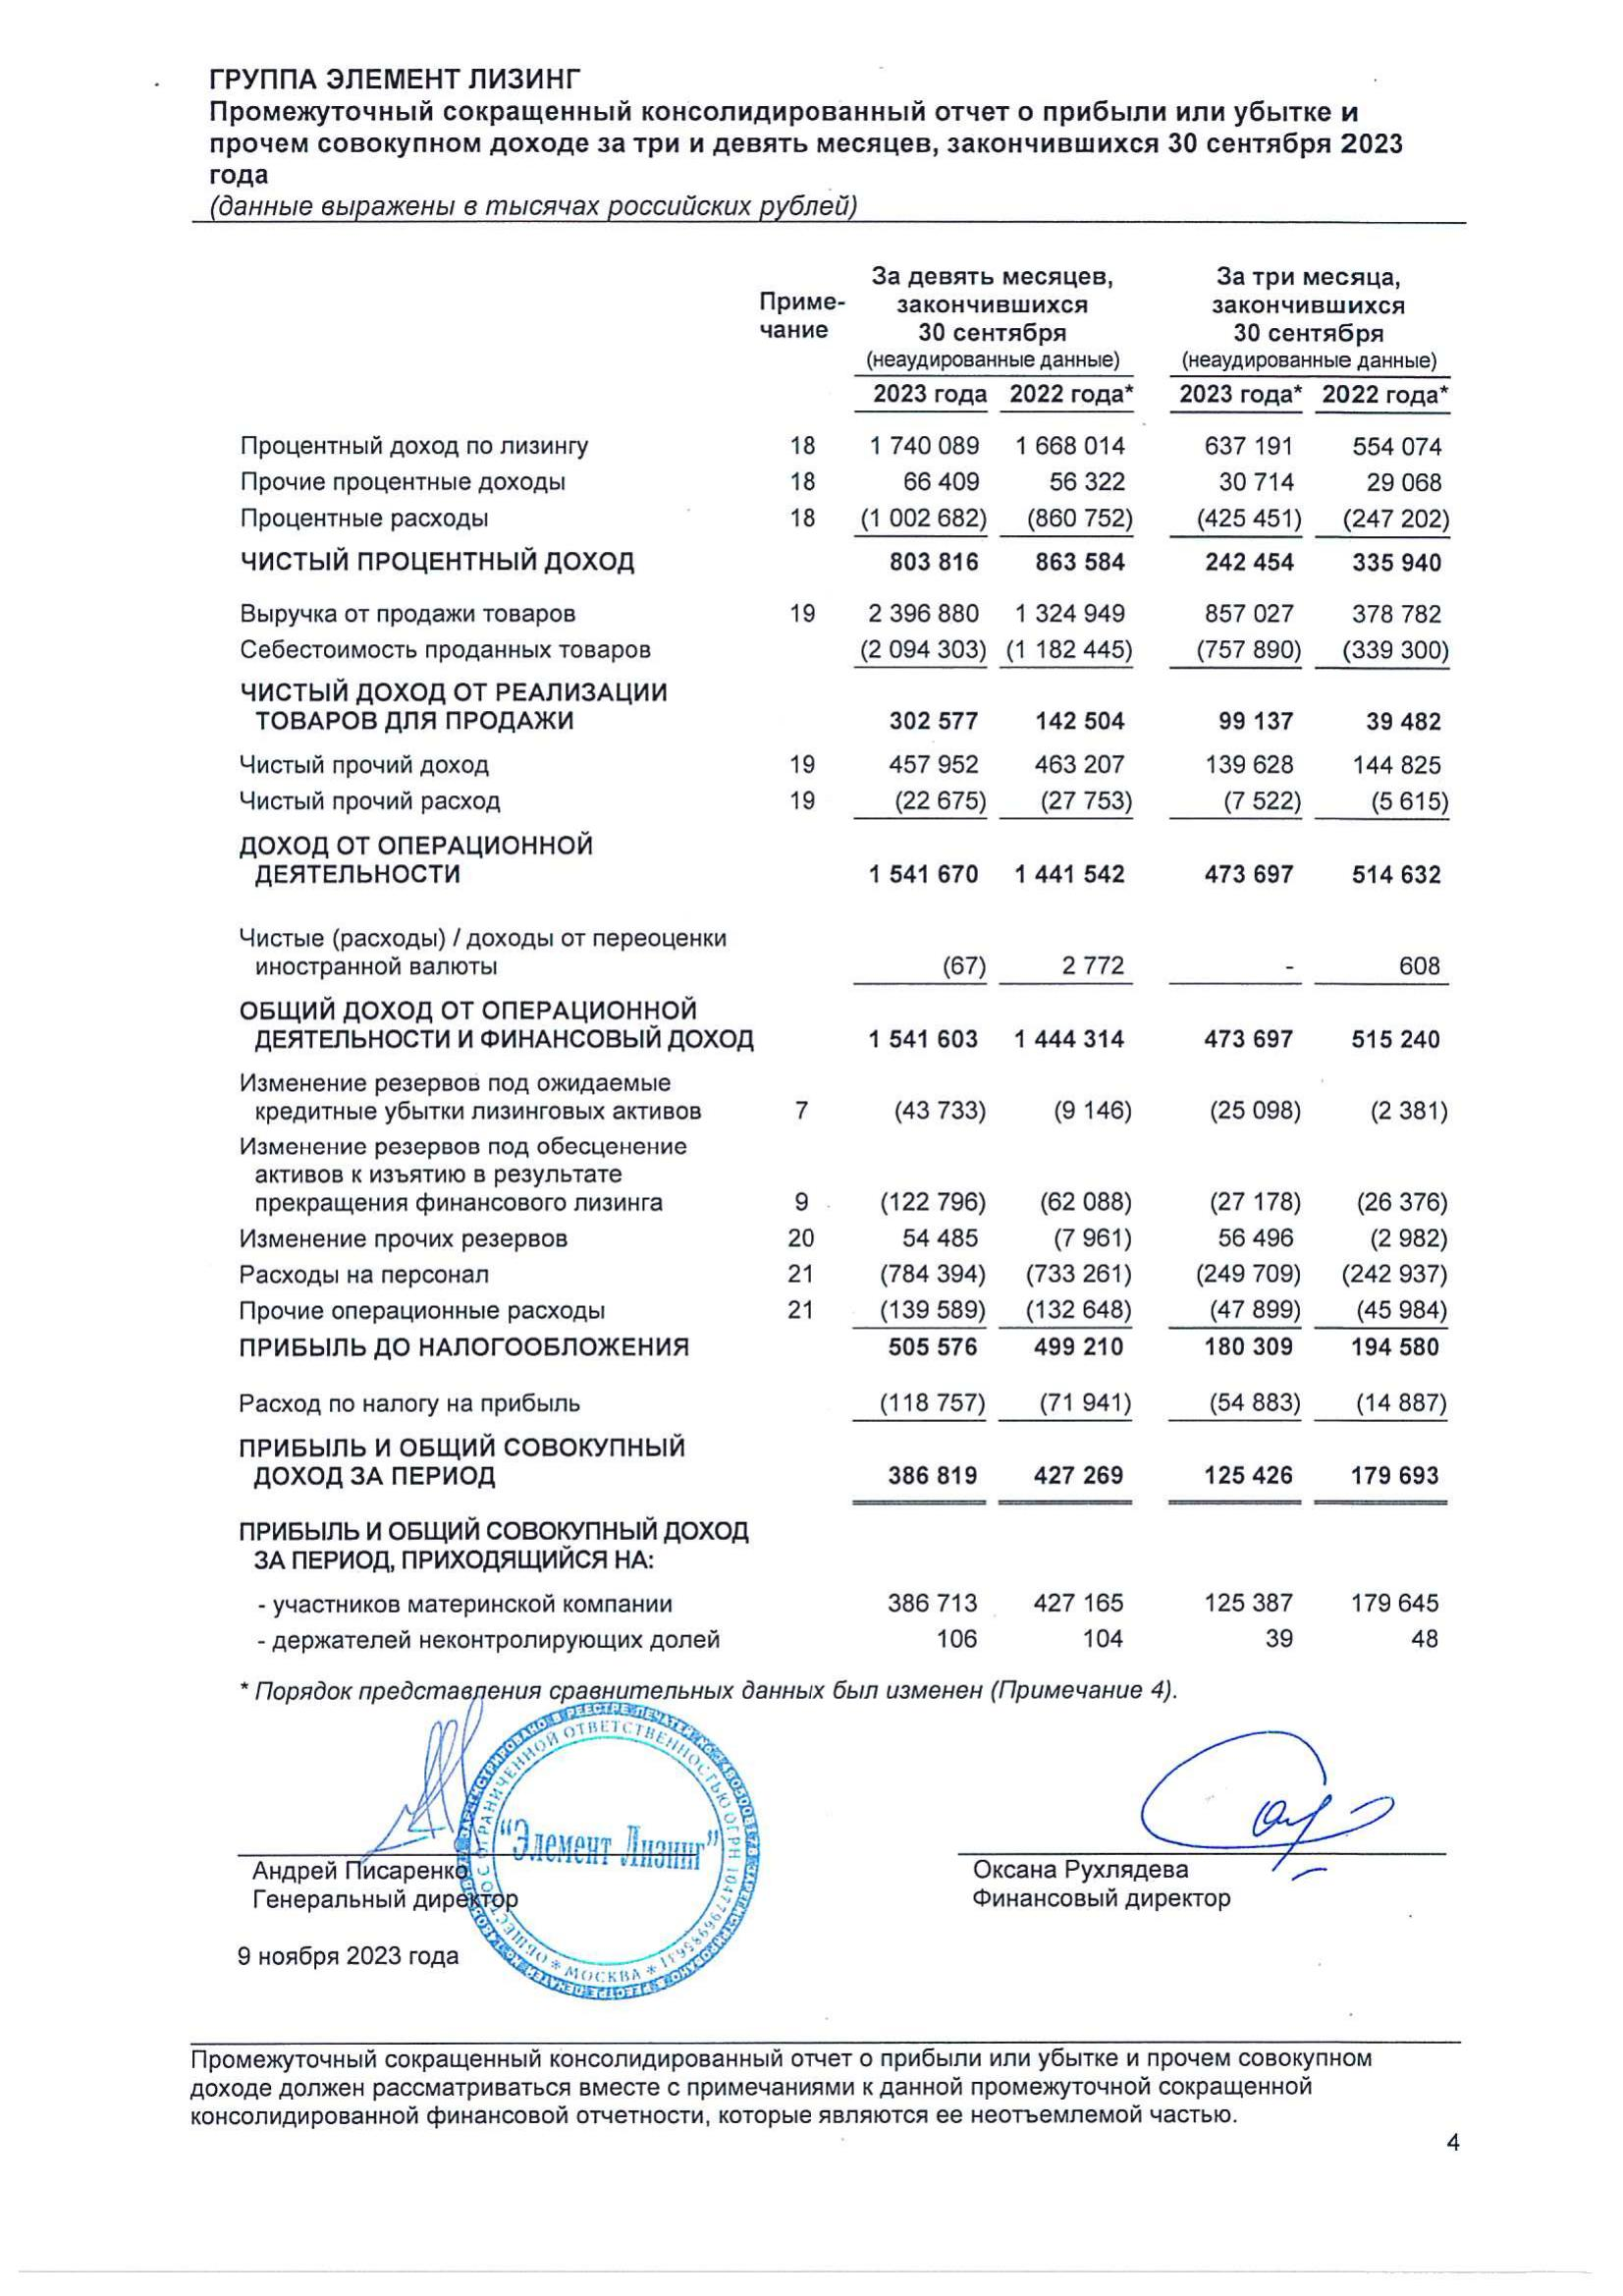 ГРУППА ЭЛЕМЕНТ ЛИЗИНГ
Промежуточный сокращенный консолидированный отчет о прибыли или убытке и
прочем совокупном доходе за три и девять месяцев, закончившихся 30 сентября 2023
года
(данные выражены в тысячах российских рублей)
За девять месяцев, За три месяца,
Приме- закончившихся закончившихся
чание 30 сентября 30 сентября
(неаудированные данные) (неаудированные данные)
2023 года 2022 года* 2023 года* 2022 года*
Процентный доход по лизингу 18 1 740 089 1 668 014 637 191 554 074
Прочие процентные доходы 18 66 409 56 322 30 714 29 068
Процентные расходы 18 (1 002 682) (860 752) (425 451) (247 202)
ЧИСТЫЙ ПРОЦЕНТНЫЙ ДОХОД 803 816 863 584 242 454 335 940
Выручка от продажи товаров 19 2 396 880 1 324 949 857 027 378 782
Себестоимость проданных товаров (2 094 303) (1 182 445) (757 890) (339 300)
ЧИСТЫЙ ДОХОД ОТ РЕАЛИЗАЦИИ
ТОВАРОВ ДЛЯ ПРОДАЖИ 302 577 142 504 99 137 39 482
Чистый прочий доход 19 457 952 463 207 139 628 144 825
Чистый прочий расход 19 (22 675) (27 753) (7 522) (5 615)
ДОХОД ОТ ОПЕРАЦИОННОЙ
ДЕЯТЕЛЬНОСТИ 1 541 670 1 441 542 473 697 514 632
Чистые (расходы) / доходы от переоценки
иностранной валюты (67) 2 772 - 608
ОБЩИЙ ДОХОД ОТ ОПЕРАЦИОННОЙ
ДЕЯТЕЛЬНОСТИ И ФИНАНСОВЫЙ ДОХОД 1 541 603 1 444 314 473 697 515 240
Изменение резервов под ожидаемые
кредитные убытки лизинговых активов 7 (43 733) (9 146) (25 098) (2 381)
Изменение резервов под обесценение
активов к изъятию в результате
прекращения финансового лизинга 9 (122 796) (62 088) (27 178) (26 376)
Изменение прочих резервов 20 54 485 (7 961) 56 496 (2 982)
Расходы на персонал 21 (784 394) (733 261) (249 709) (242 937)
Прочие операционные расходы 21 (139 589) (132 648) (47 899) (45 984)
ПРИБЫЛЬ ДО НАЛОГООБЛОЖЕНИЯ 505 576 499 210 180 309 194 580
Расход по налогу на прибыль (118 757) (71 941) (54 883) (14 887)
ПРИБЫЛЬ И ОБЩИЙ СОВОКУПНЫЙ
ДОХОД ЗА ПЕРИОД 386 819 427 269 125 426 179 693
ПРИБЫЛЬ И ОБЩИЙ СОВОКУПНЫЙ ДОХОД
ЗА ПЕРИОД, ПРИХОДЯЩИЙСЯ НА:
- участников материнской компании 386 713 427 165 125 387 179 645
- держателей неконтролирующих долей 106 104 39 48
* Порядок представления сравнительных данных был изменен (Примечание 4).
ОБЩЕСТВО С ОГРАНИЧЕННОЙ ОТВЕТСТВЕННОСТЬЮ ОГРН
* МОСКВА *
"Элемент Лизинг"
Андрей Писаренко Оксана Рухлядева
Генеральный директор Финансовый директор
9 ноября 2023 года
Промежуточный сокращенный консолидированный отчет о прибыли или убытке и прочем совокупном
доходе должен рассматриваться вместе с примечаниями к данной промежуточной сокращенной
консолидированной финансовой отчетности, которые являются ее неотъемлемой частью.
4